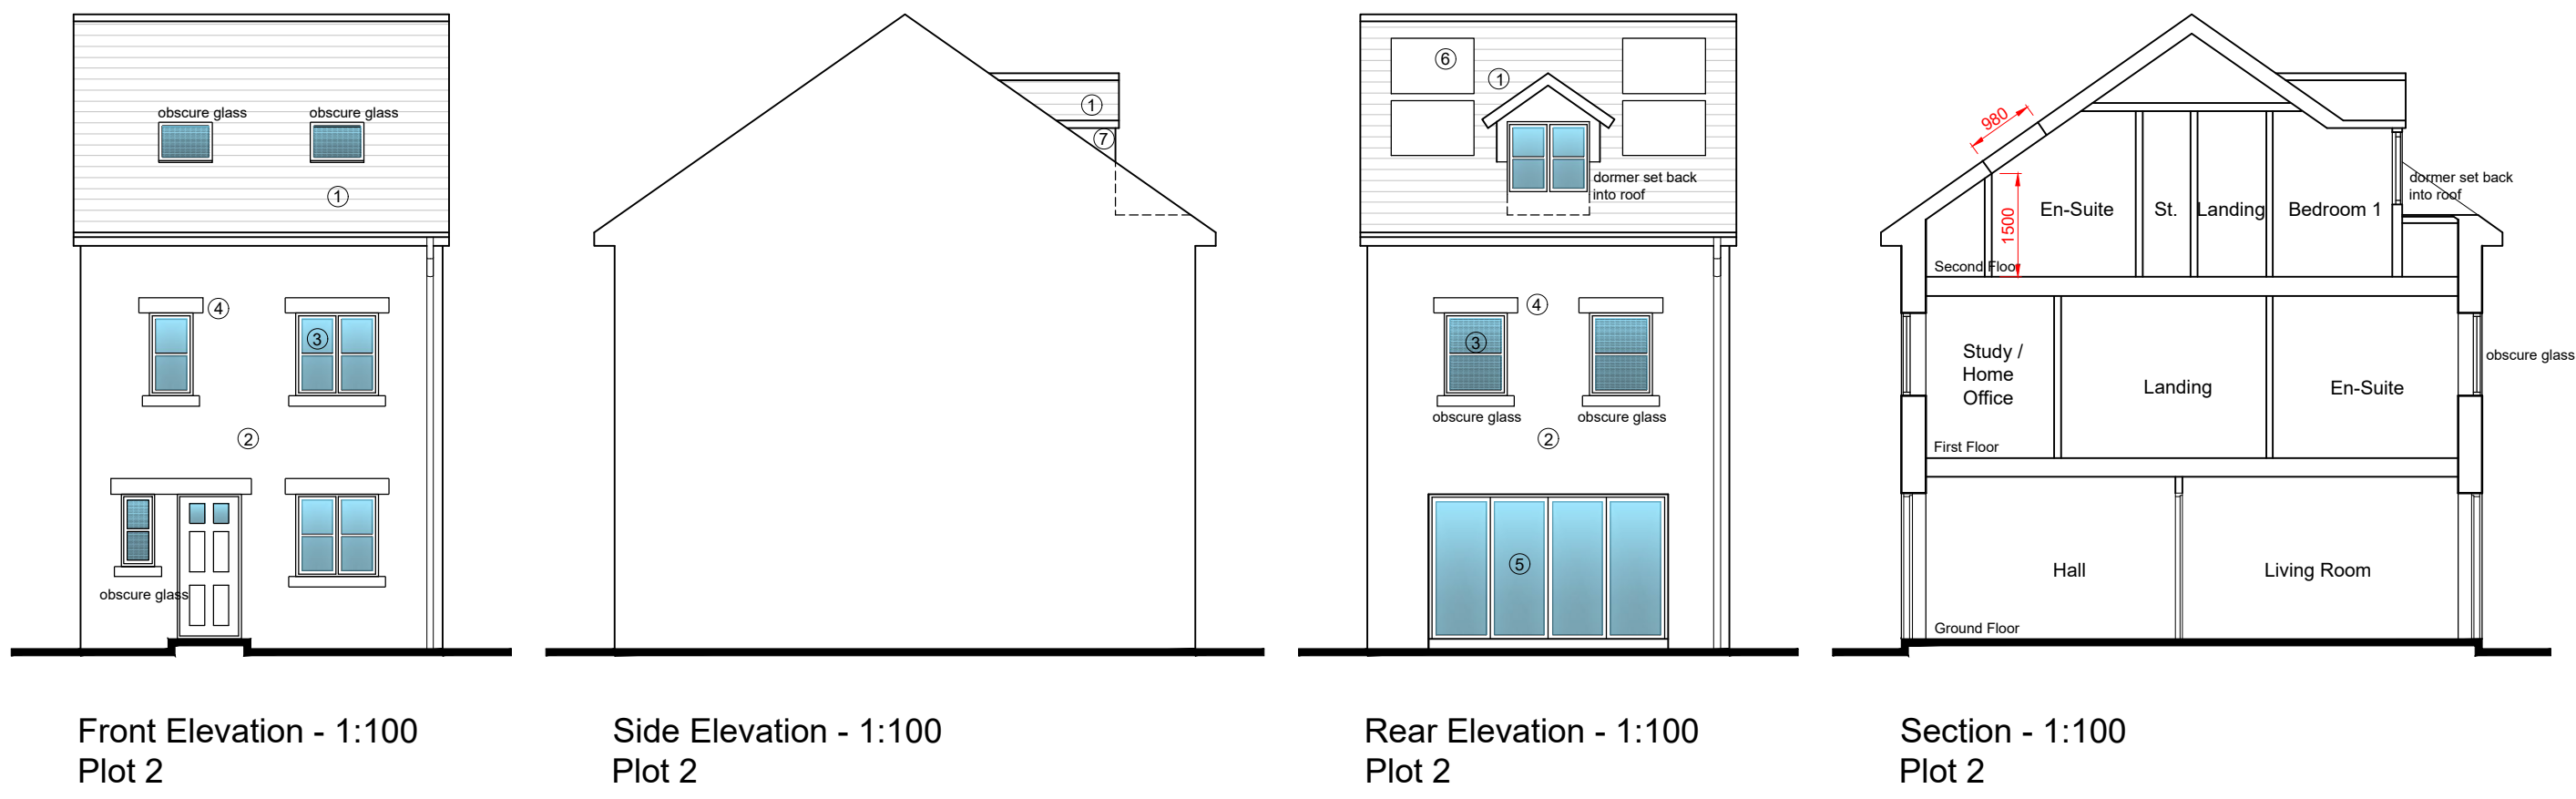 obscure glass
obscure glass
1
4
3
2
obscure glass
Front Elevation - 1:100
Plot 2
1
7
Side Elevation - 1:100
Plot 2
6
1
dormer set back
into roof
4
3
obscure glass
obscure glass
2
5
Rear Elevation - 1:100
Plot 2
980
1500
En-Suite
St.
Landing
Bedroom 1
dormer set back
into roof
Second Floor
Study /
Home
Office
Landing
En-Suite
obscure glass
First Floor
Hall
Living Room
Ground Floor
Section - 1:100
Plot 2